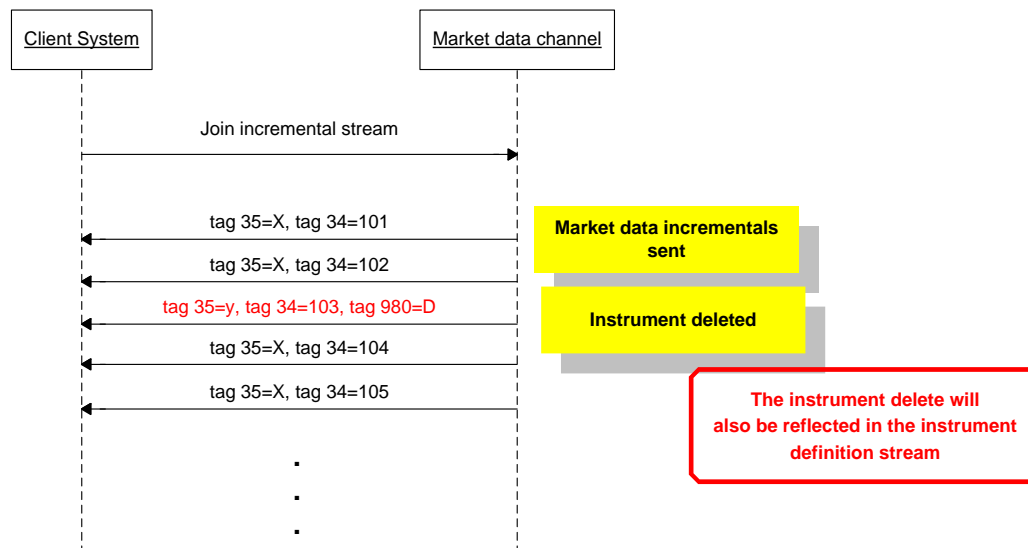 Client System
Market data channel
Join incremental stream
tag 35=X, tag 34=101
Market data incrementals
sent
tag 35=X, tag 34=102
tag 35=y, tag 34=103, tag 980=D
Instrument deleted
tag 35=X, tag 34=104
tag 35=X, tag 34=105
The instrument delete will
also be reflected in the instrument
definition stream
.
.
.